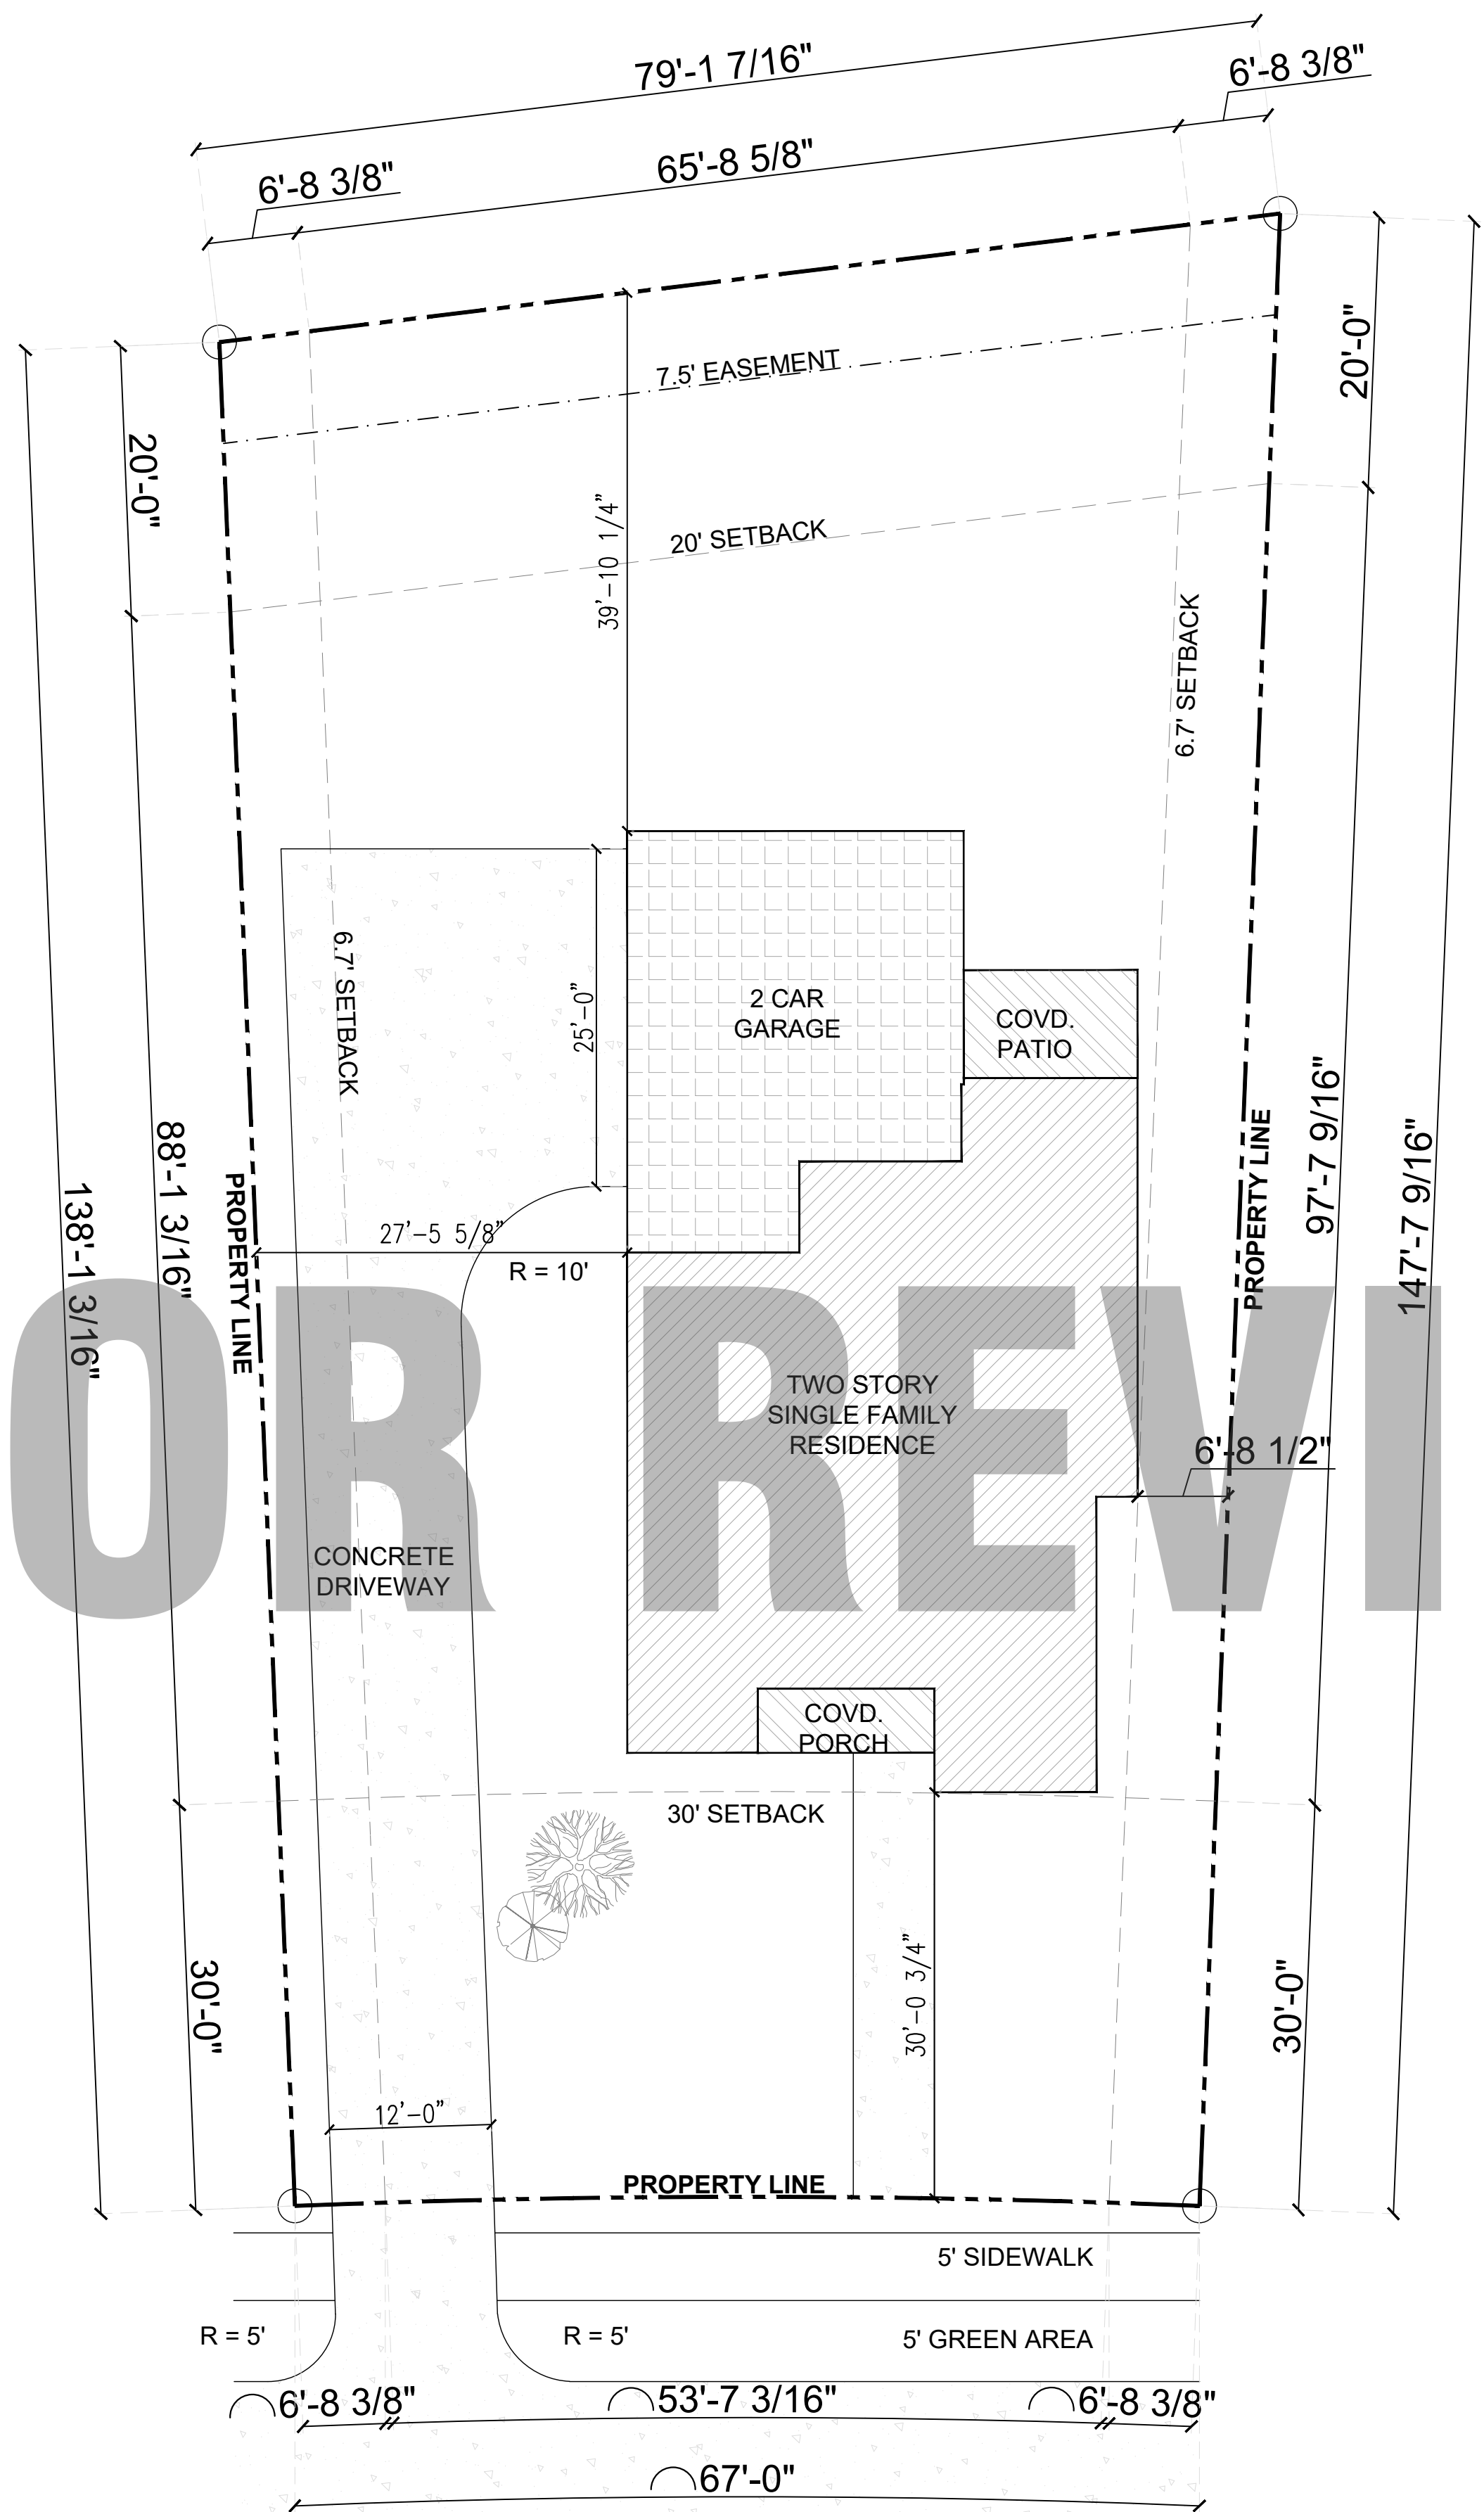 79'-1 7/16"
6'-8 3/8"
65'-8 5/8"
6'-8 3/8"
20'-0"
20'-0"
7.5' EASEMENT
39'-10 1/4"
20' SETBACK
6.7' SETBACK
6.7' SETBACK
25'-0"
2 CAR
GARAGE
COVD.
PATIO
138'-1 3/16"
88'-1 3/16"
PROPERTY LINE
27'-5 5/8"
R = 10'
PROPERTY LINE
97'-7 9/16"
147'-7 9/16"
OR REVI
TWO STORY
SINGLE FAMILY
RESIDENCE
6'-8 1/2"
CONCRETE
DRIVEWAY
COVD.
PORCH
30' SETBACK
30'-0"
30'-0 3/4"
30'-0"
12'-0"
PROPERTY LINE
5' SIDEWALK
R = 5'
R = 5'
5' GREEN AREA
6'-8 3/8"
53'-7 3/16"
6'-8 3/8"
67'-0"